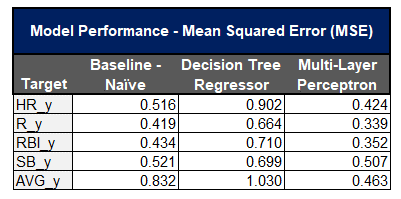 Model Performance - Mean Squared Error (MSE)
Target Baseline - Naïve Decision Tree Regressor Multi-Layer Perceptron
HR_y 0.516 0.902 0.424
R_y 0.419 0.664 0.339
RBI_y 0.434 0.710 0.352
SB_y 0.521 0.699 0.507
AVG_y 0.832 1.030 0.463